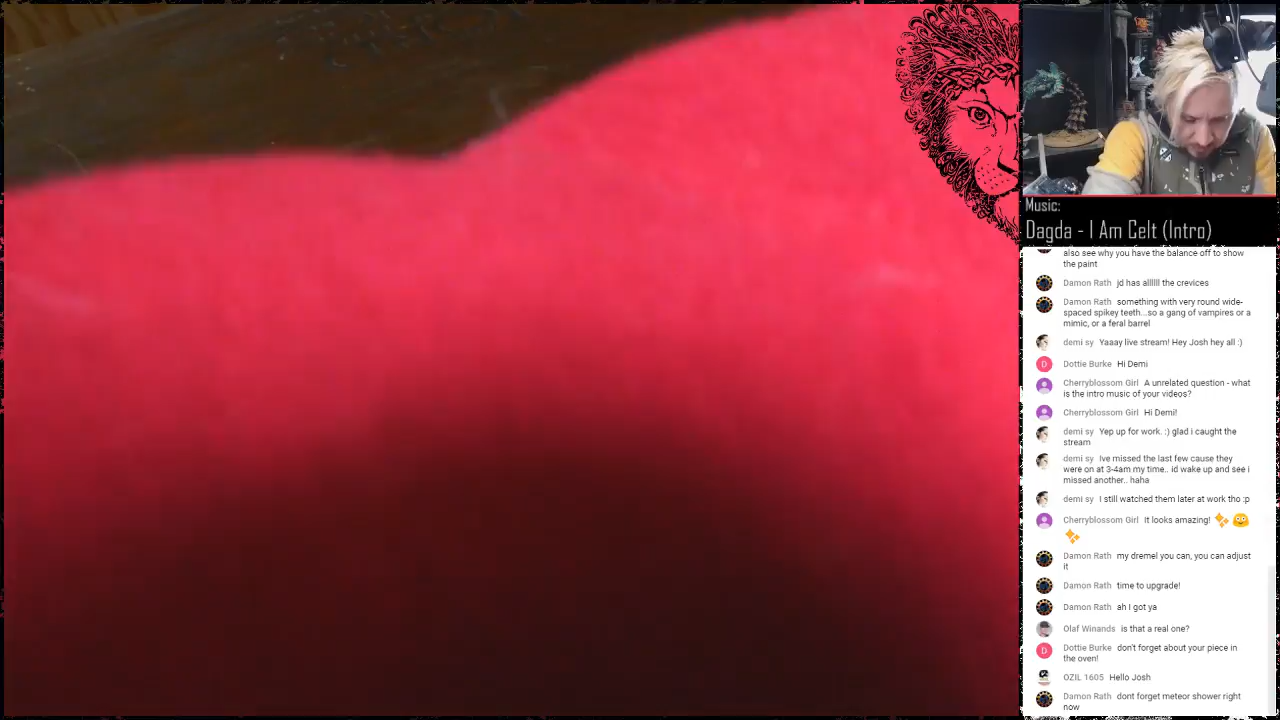 Music:
Dagda - I Am Celt (Intro)
also see why you have the balance off to show
the paint
Damon Rath jd has allllll the crevices
Damon Rath something with very round wide-
spaced spikey teeth...so a gang of vampires or a
mimic, or a feral barrel
demi sy Yaaay live stream! Hey Josh hey all :)
D Dottie Burke Hi Demi
Cherryblossom Girl A unrelated question - what
is the intro music of your videos?
Cherryblossom Girl Hi Demi!
demi sy Yep up for work. :) glad i caught the
stream
demi sy Ive missed the last few cause they
were on at 3-4am my time.. id wake up and see i
missed another.. haha
demi sy I still watched them later at work tho :p
Cherryblossom Girl It looks amazing! ✨ 🤪
✨
Damon Rath my dremel you can, you can adjust
it
Damon Rath time to upgrade!
Damon Rath ah I got ya
Olaf Winands is that a real one?
D Dottie Burke don't forget about your piece in
the oven!
OZIL 1605 Hello Josh
Damon Rath dont forget meteor shower right
now